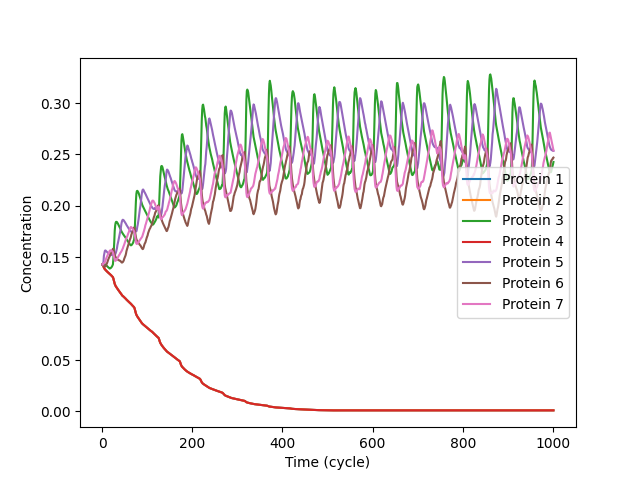 0.30
0.25
0.20
0.15
0.10
0.05
0.00
Concentration
0
200
400
600
800
1000
Time (cycle)
Protein 1
Protein 2
Protein 3
Protein 4
Protein 5
Protein 6
Protein 7